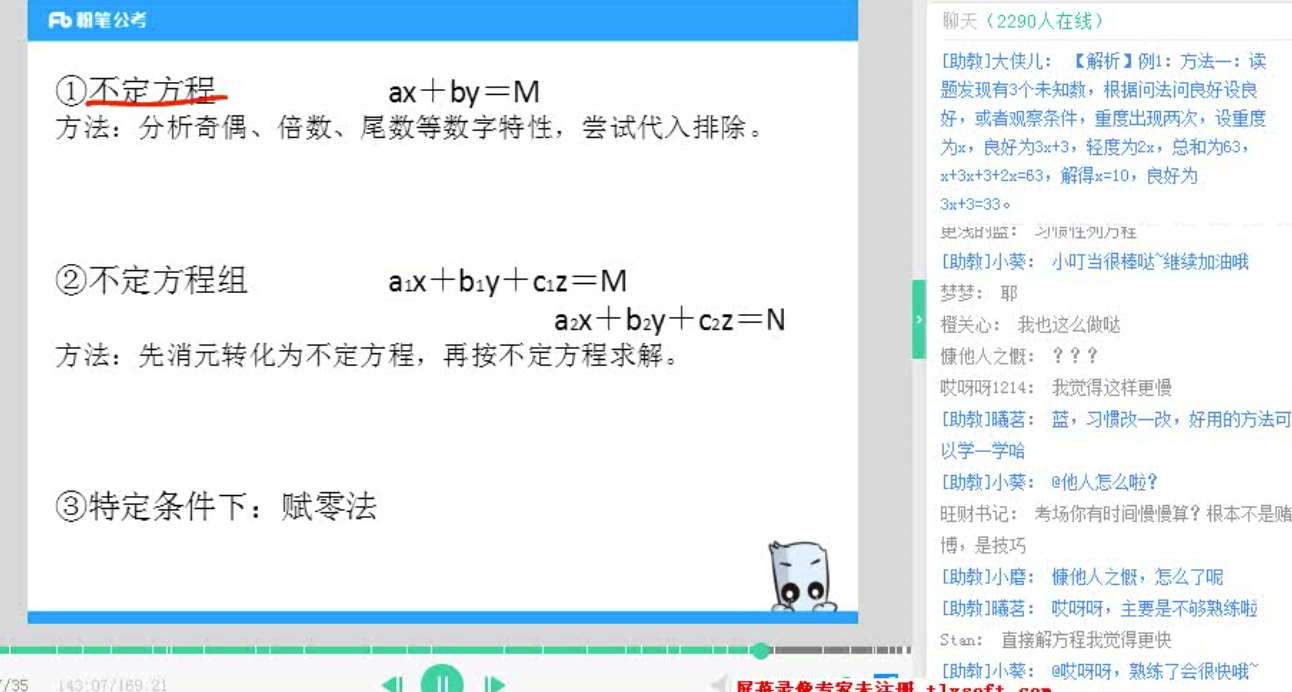 粉笔公考
①不定方程 ax＋by＝M
方法：分析奇偶、倍数、尾数等数字特性，尝试代入排除。
②不定方程组 a₁x＋b₁y＋c₁z＝M
a₂x＋b₂y＋c₂z＝N
方法：先消元转化为不定方程，再按不定方程求解。
③特定条件下：赋零法
/35 143:07/169:21
聊天（2290人在线）
[助教]大侠儿： 【解析】例1：方法一：读
题发现有3个未知数，根据问法问良好设良
好，或者观察条件，重度出现两次，设重度
为x，良好为3x+3，轻度为2x，总和为63，
x+3x+3+2x=63，解得x=10，良好为
3x+3=33。
更浅的蓝： 习惯性列方程
[助教]小葵： 小叮当很棒哒~继续加油哦
梦梦： 耶
橙关心： 我也这么做哒
慷他人之慨： ？？？
哎呀呀1214： 我觉得这样更慢
[助教]曦茗： 蓝，习惯改一改，好用的方法可
以学一学哈
[助教]小葵： @他人怎么啦？
旺财书记： 考场你有时间慢慢算？根本不是赌
博，是技巧
[助教]小磨： 慷他人之慨，怎么了呢
[助教]曦茗： 哎呀呀，主要是不够熟练啦
Stan： 直接解方程我觉得更快
[助教]小葵： @哎呀呀，熟练了会很快哦~
屏幕录像专家未注册 tlxsoft.com